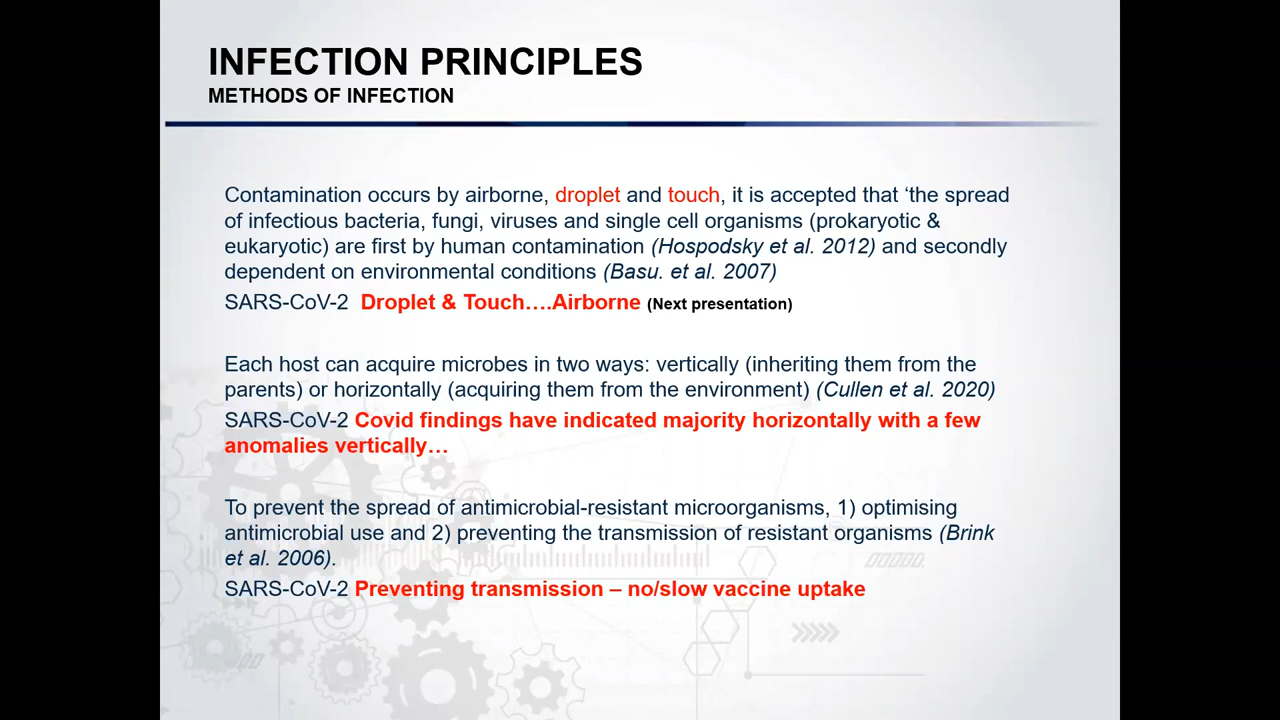 INFECTION PRINCIPLES
METHODS OF INFECTION
Contamination occurs by airborne, droplet and touch, it is accepted that ‘the spread
of infectious bacteria, fungi, viruses and single cell organisms (prokaryotic &
eukaryotic) are first by human contamination (Hospodsky et al. 2012) and secondly
dependent on environmental conditions (Basu. et al. 2007)
SARS-CoV-2 Droplet & Touch….Airborne (Next presentation)
Each host can acquire microbes in two ways: vertically (inheriting them from the
parents) or horizontally (acquiring them from the environment) (Cullen et al. 2020)
SARS-CoV-2 Covid findings have indicated majority horizontally with a few
anomalies vertically…
To prevent the spread of antimicrobial-resistant microorganisms, 1) optimising
antimicrobial use and 2) preventing the transmission of resistant organisms (Brink
et al. 2006).
SARS-CoV-2 Preventing transmission – no/slow vaccine uptake